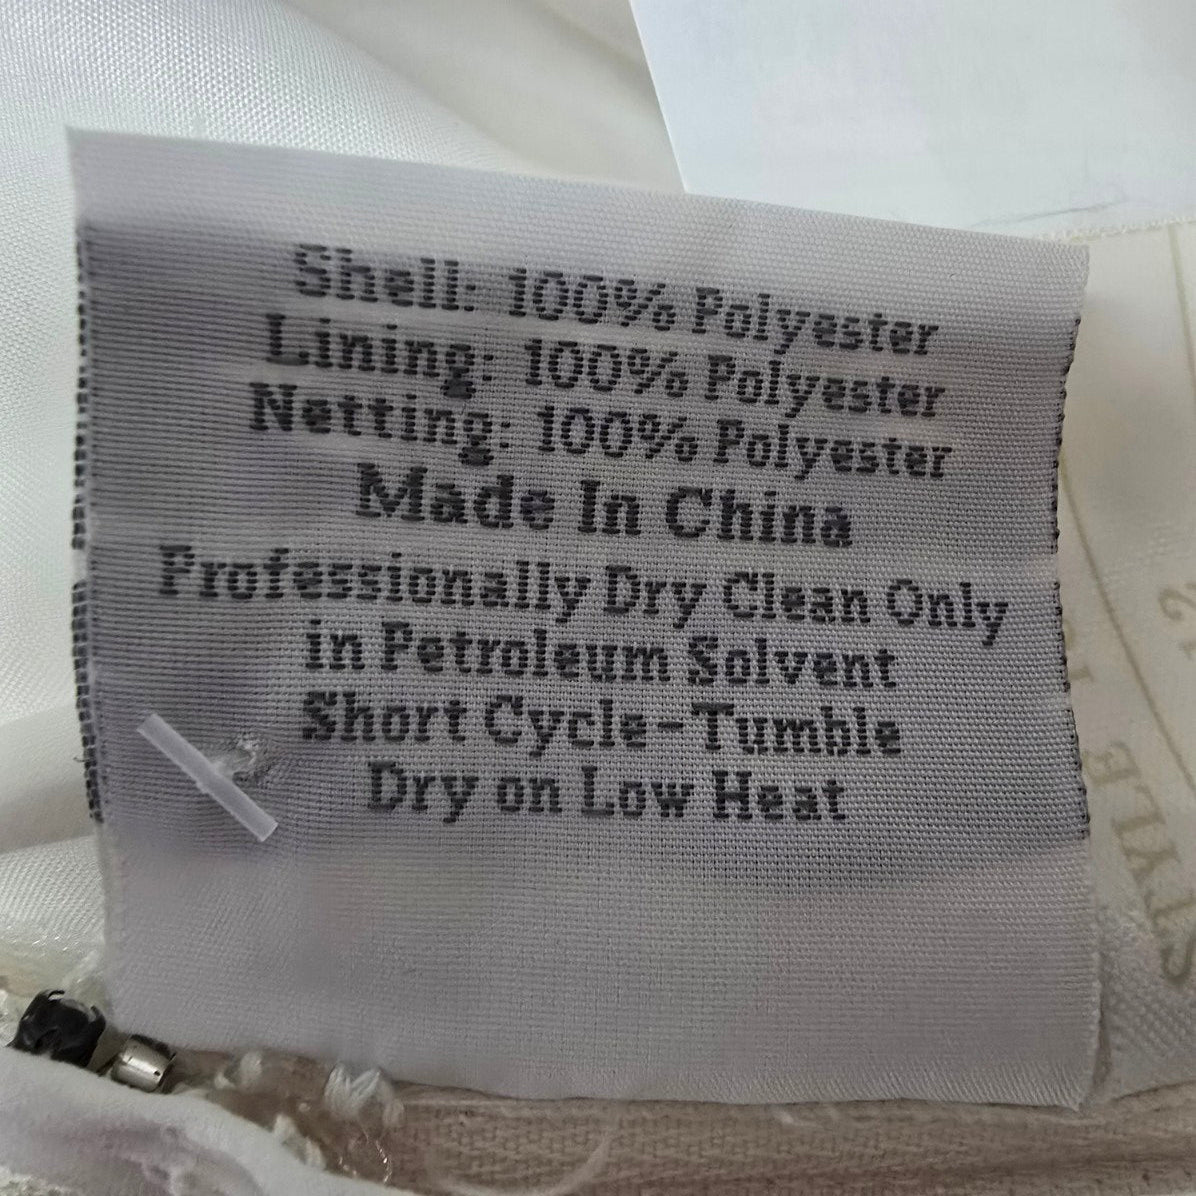 Shell: 100% Polyester
Lining: 100% Polyester
Netting: 100% Polyester
Made In China
Professionally Dry Clean Only
in Petroleum Solvent
Short Cycle-Tumble
Dry on Low Heat
STYLE